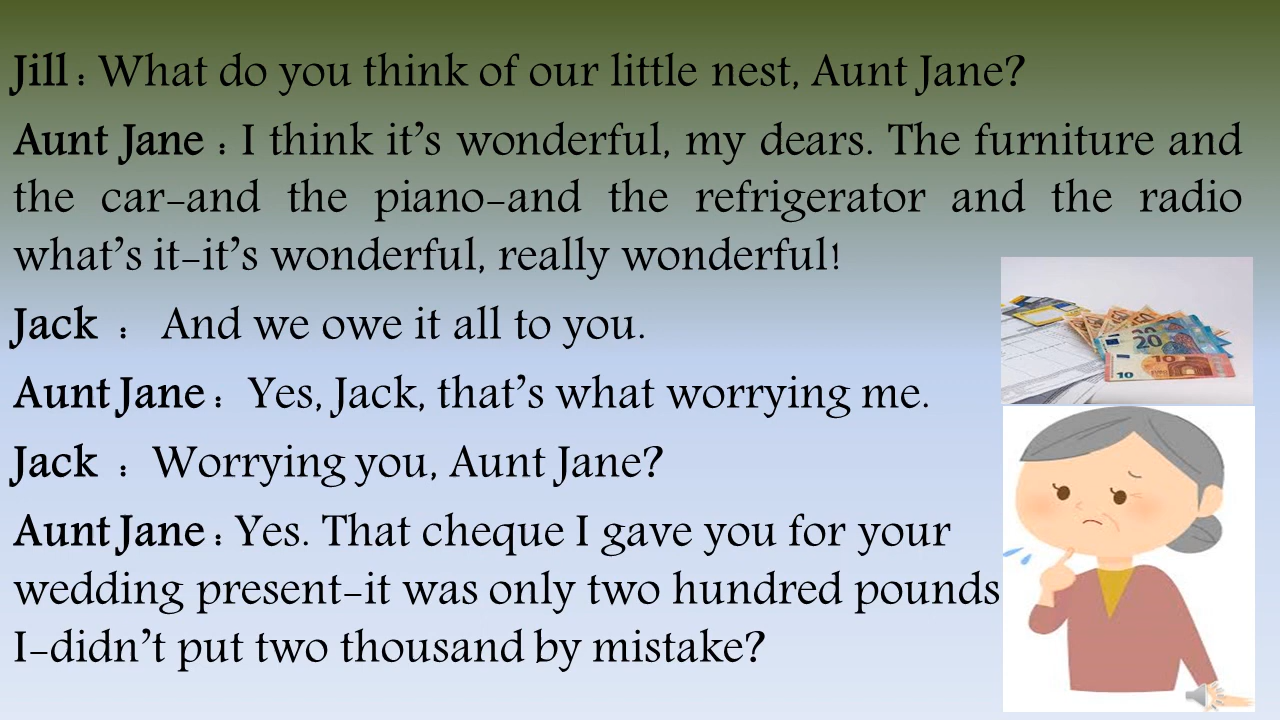 Jill : What do you think of our little nest, Aunt Jane?
Aunt Jane : I think it’s wonderful, my dears. The furniture and
the car-and the piano-and the refrigerator and the radio
what’s it-it’s wonderful, really wonderful!
Jack : And we owe it all to you.
Aunt Jane : Yes, Jack, that’s what worrying me.
Jack : Worrying you, Aunt Jane?
Aunt Jane : Yes. That cheque I gave you for your
wedding present-it was only two hundred pounds
I-didn’t put two thousand by mistake?
50
20
10
10